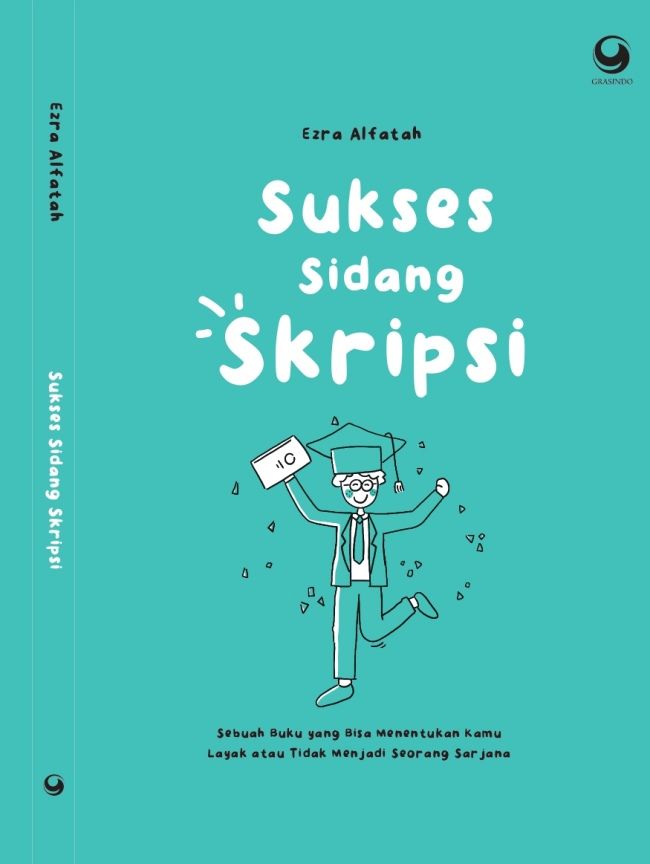 Ezra Alfatah
Sukses Sidang Skripsi
GRASINDO
Ezra Alfatah
Sukses
Sidang
Skripsi
Sebuah Buku yang Bisa Menentukan Kamu
Layak atau Tidak Menjadi Seorang Sarjana